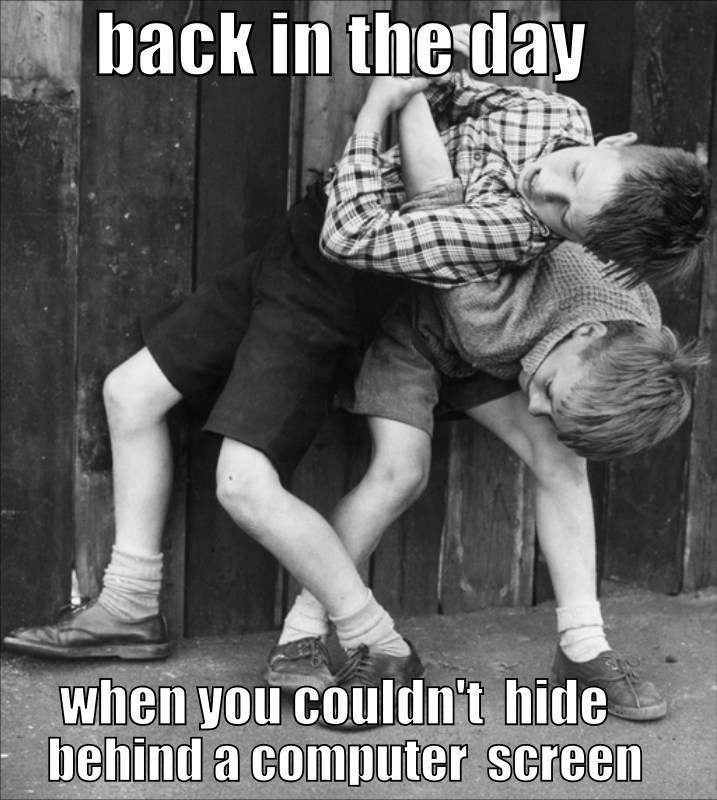 back in the day
when you couldn't hide
behind a computer screen